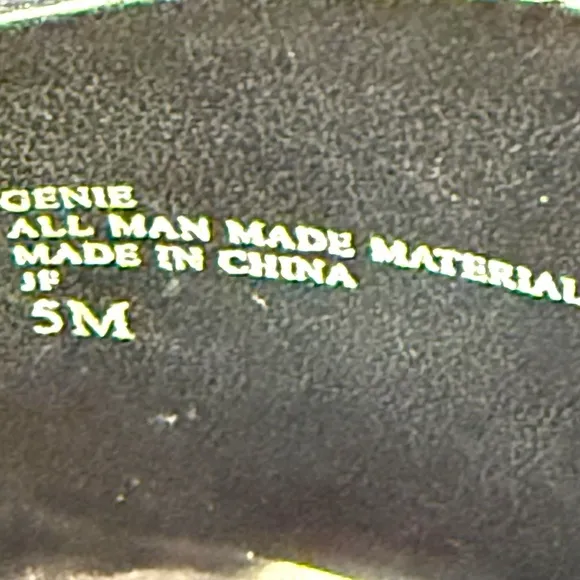 GENIE
ALL MAN MADE MATERIAL
MADE IN CHINA
JF
5M